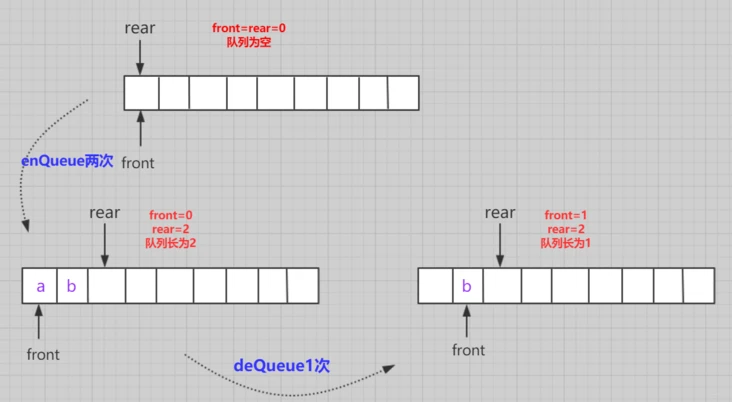 rear
front=rear=0
队列为空
enQueue两次
front
rear
front=0
rear=2
队列长为2
a b
front
deQueue1次
rear
front=1
rear=2
队列长为1
b
front